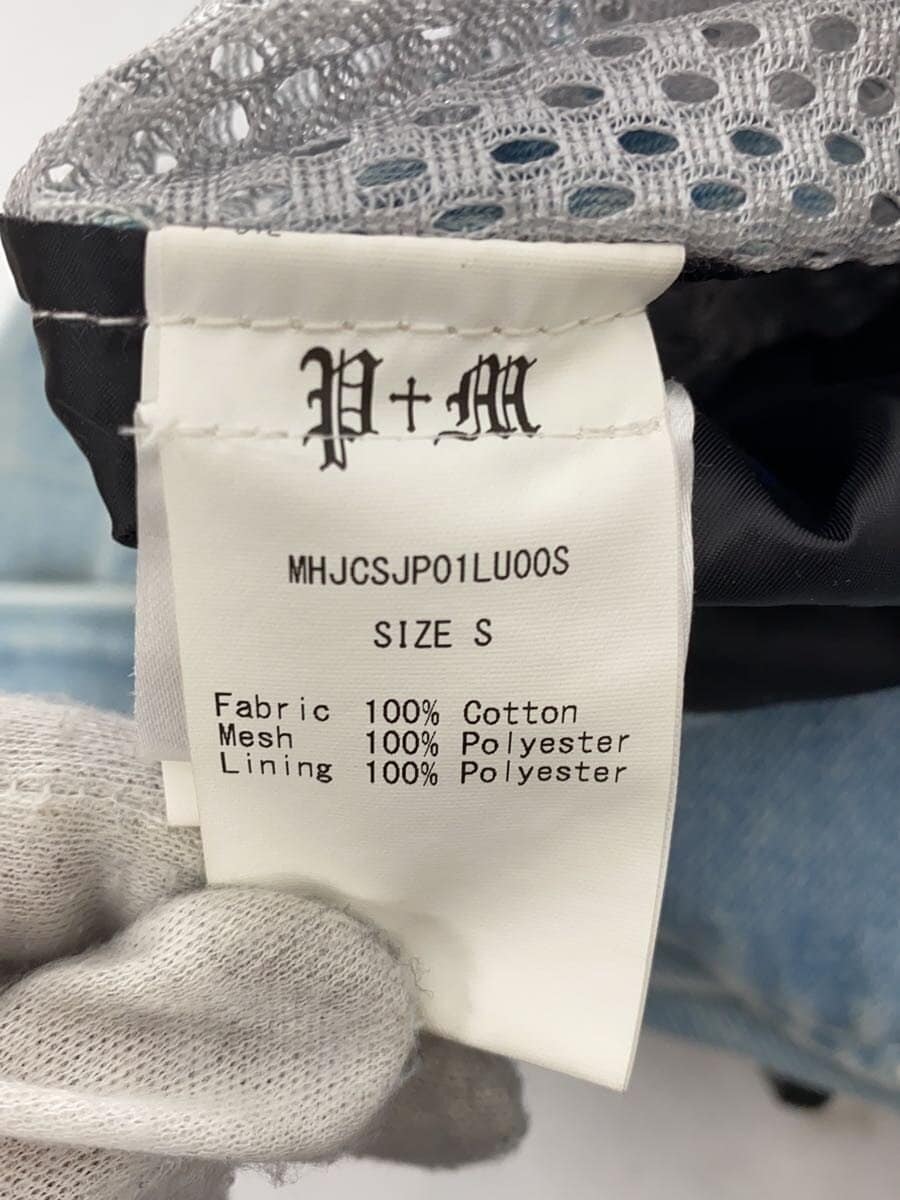 P+M
MHJCSJP01LU00S
SIZE S
Fabric 100% Cotton
Mesh 100% Polyester
Lining 100% Polyester